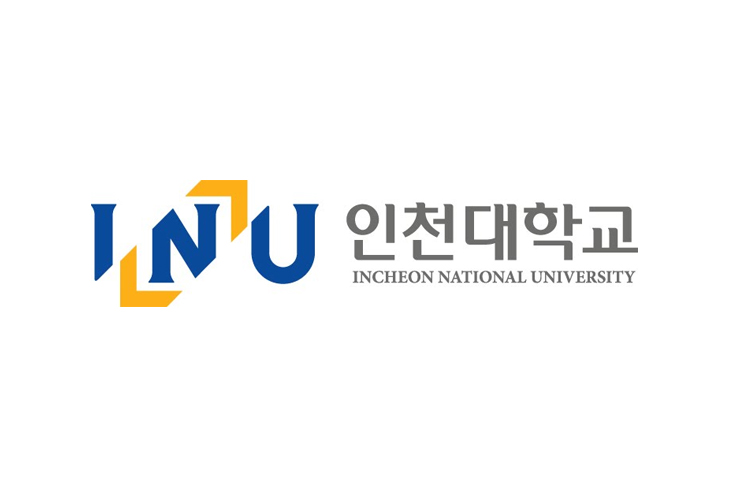 INU
인천대학교
INCHEON NATIONAL UNIVERSITY